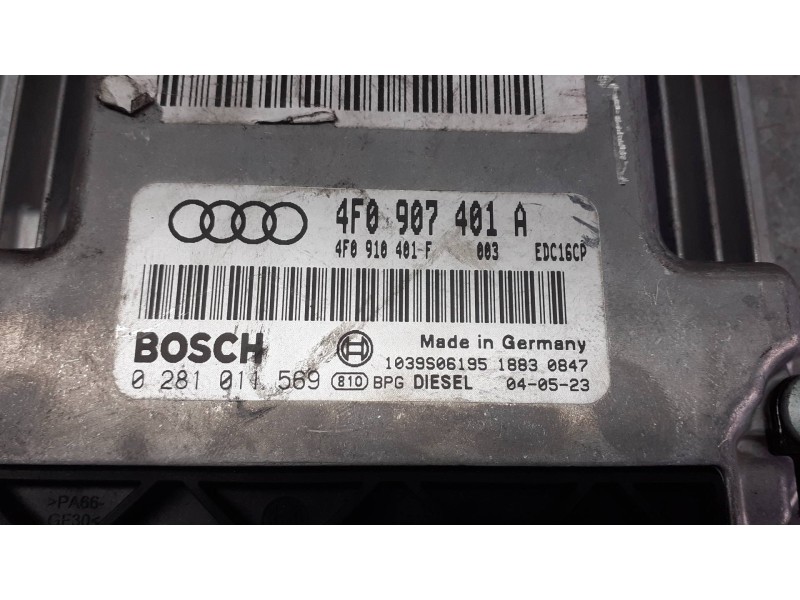 4F0 907 401 A
4F0 910 401-F 003 EDC16CP
BOSCH
Made in Germany
1039S06195 1883 0847
0 281 011 569 810 BPG DIESEL 04-05-23
>PA66-
GF30<